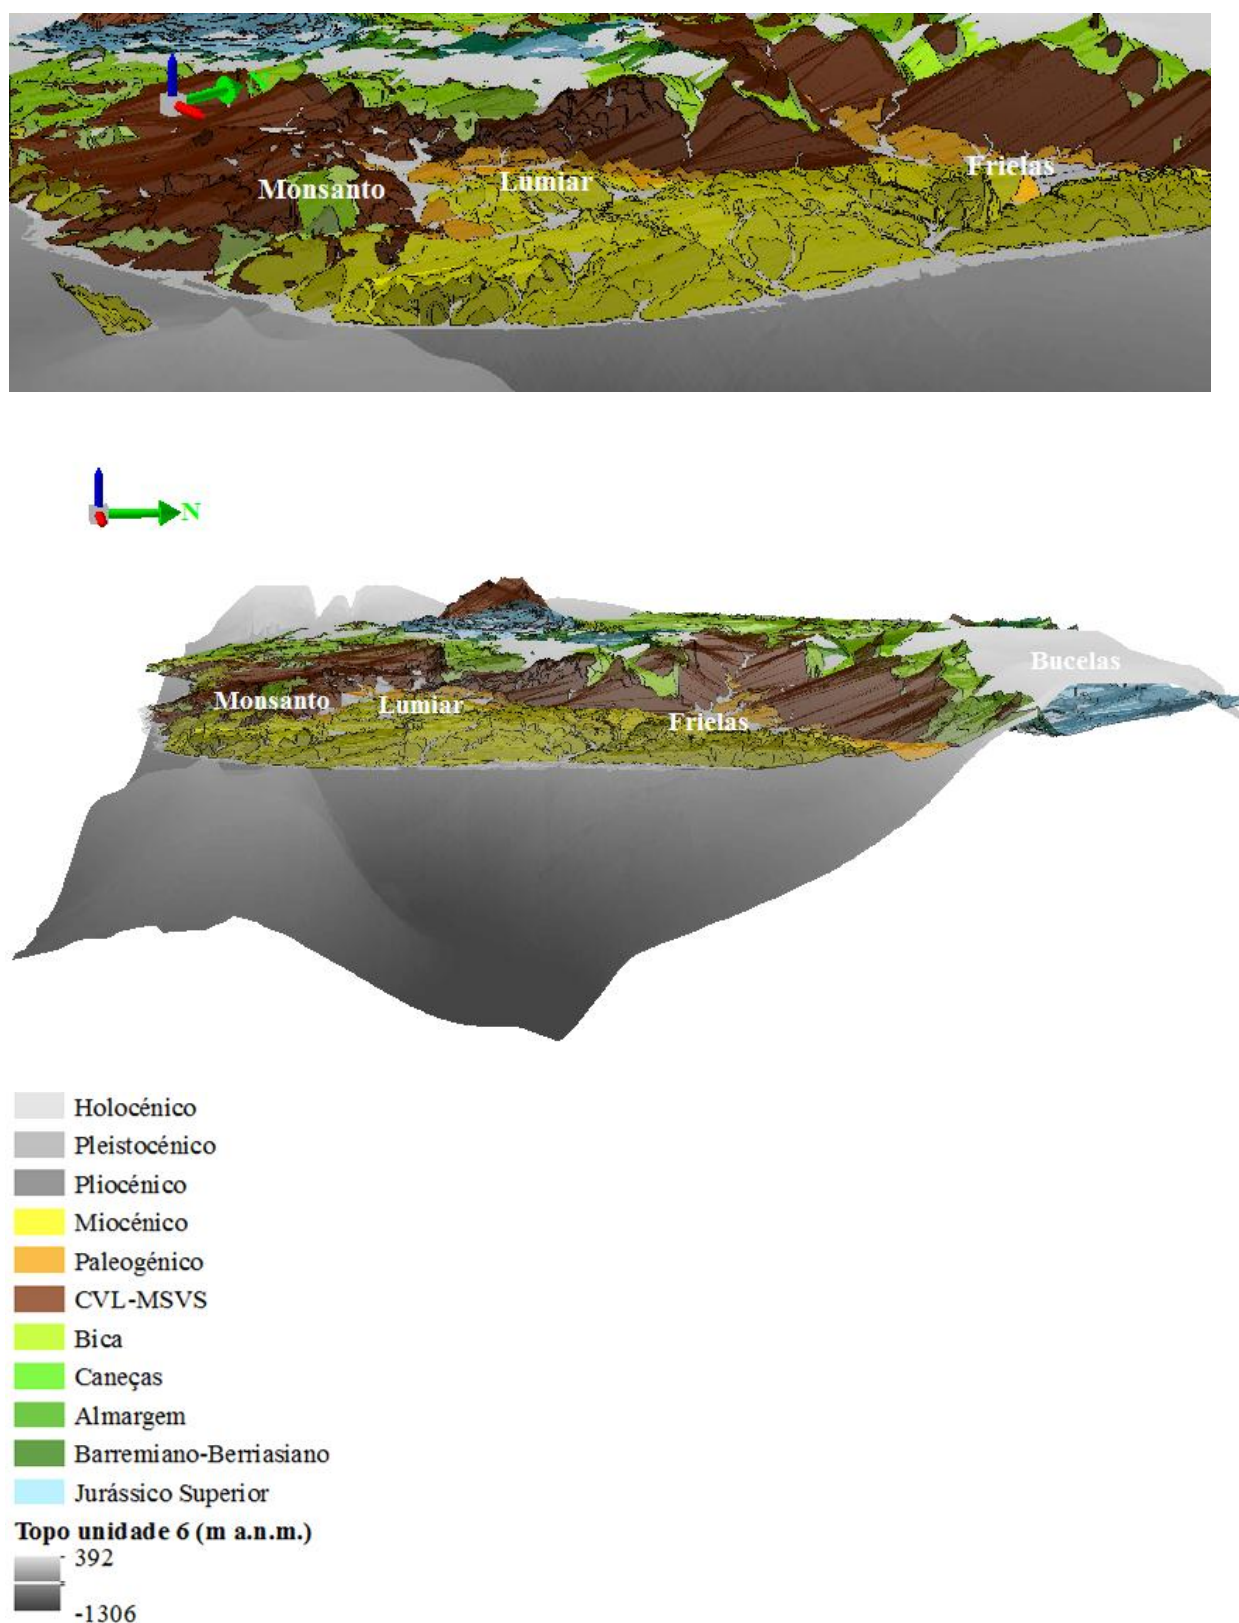 Monsanto
Lumiar
Frielas
N
Bucelas
Monsanto
Lumiar
Frielas
Holocénico
Pleistocénico
Pliocénico
Miocénico
Paleogénico
CVL-MSVS
Bica
Caneças
Almargem
Barremiano-Berriasiano
Jurássico Superior
Topo unidade 6 (m a.n.m.)
392
-1306